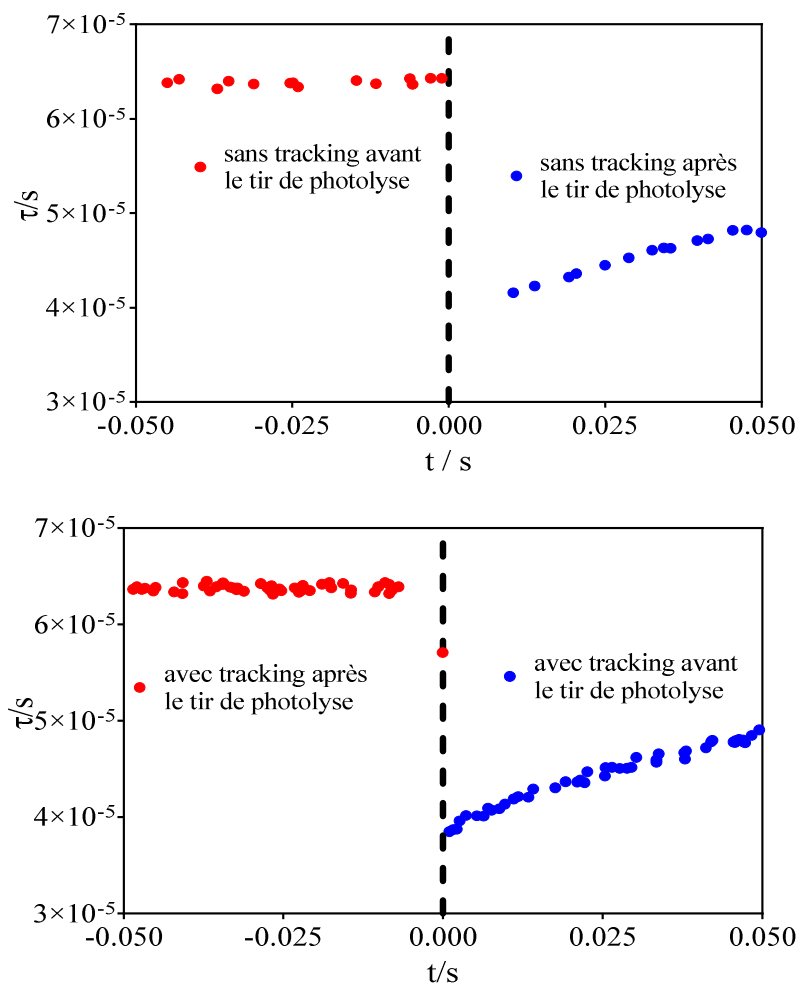 7×10-5
6×10-5
5×10-5
4×10-5
3×10-5
τ/s
sans tracking avant
le tir de photolyse
sans tracking après
le tir de photolyse
-0.050
-0.025
0.000
0.025
0.050
t / s
7×10-5
6×10-5
5×10-5
4×10-5
3×10-5
τ/s
avec tracking après
le tir de photolyse
avec tracking avant
le tir de photolyse
-0.050
-0.025
0.000
0.025
0.050
t/s